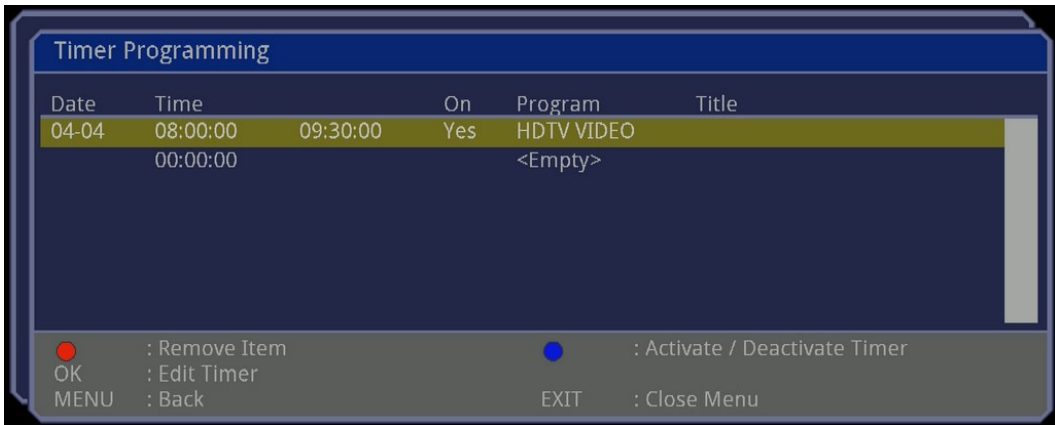 Timer Programming
Date Time On Program Title
04-04 08:00:00 09:30:00 Yes HDTV VIDEO
00:00:00 <Empty>
: Remove Item : Activate / Deactivate Timer
OK : Edit Timer
MENU : Back EXIT : Close Menu